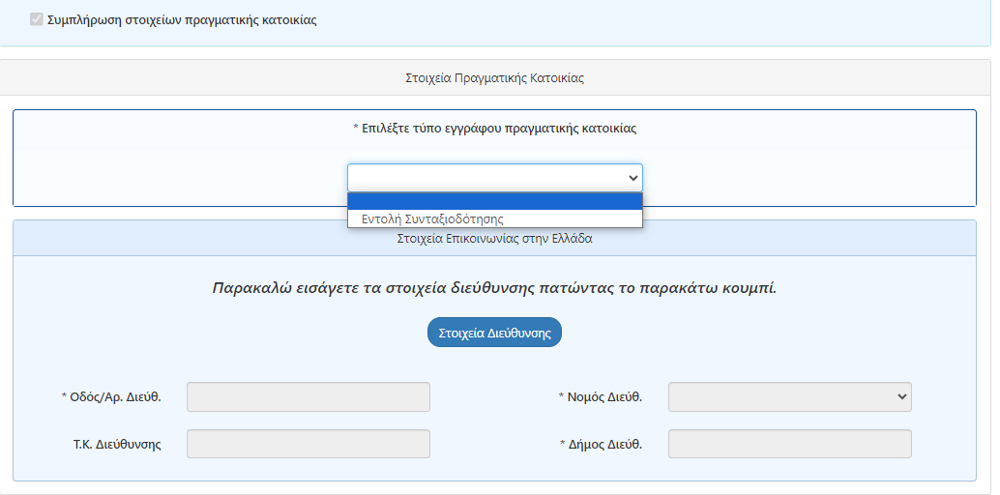 Συμπλήρωση στοιχείων πραγματικής κατοικίας
Στοιχεία Πραγματικής Κατοικίας
* Επιλέξτε τύπο εγγράφου πραγματικής κατοικίας
Εντολή Συνταξιοδότησης
Στοιχεία Επικοινωνίας στην Ελλάδα
Παρακαλώ εισάγετε τα στοιχεία διεύθυνσης πατώντας το παρακάτω κουμπί.
Στοιχεία Διεύθυνσης
* Οδός/Αρ. Διεύθ.
* Νομός Διεύθ.
Τ.Κ. Διεύθυνσης
* Δήμος Διεύθ.